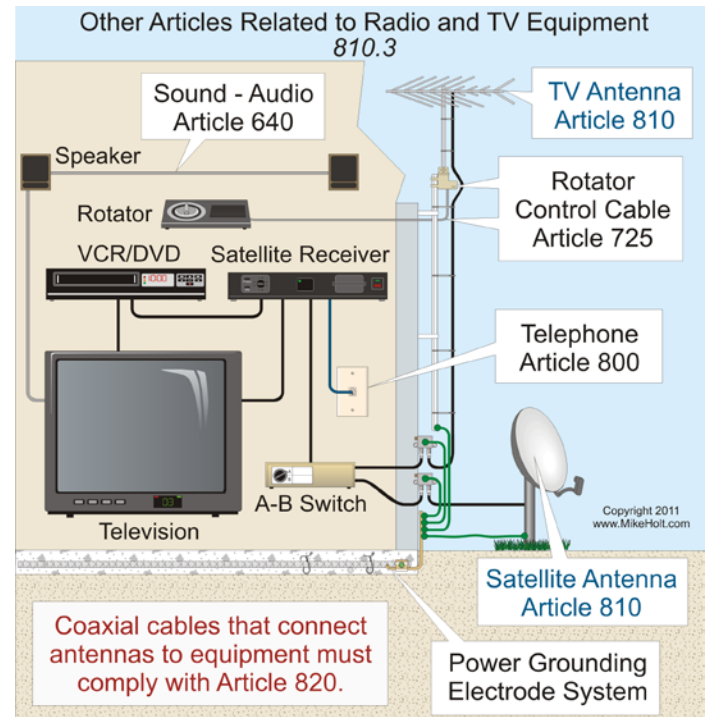 Other Articles Related to Radio and TV Equipment
810.3
Sound - Audio
Article 640
TV Antenna
Article 810
Speaker
Rotator
Rotator
Control Cable
Article 725
VCR/DVD
Satellite Receiver
Telephone
Article 800
A-B Switch
Television
Copyright 2011
www.MikeHolt.com
Satellite Antenna
Article 810
Coaxial cables that connect
antennas to equipment must
comply with Article 820.
Power Grounding
Electrode System